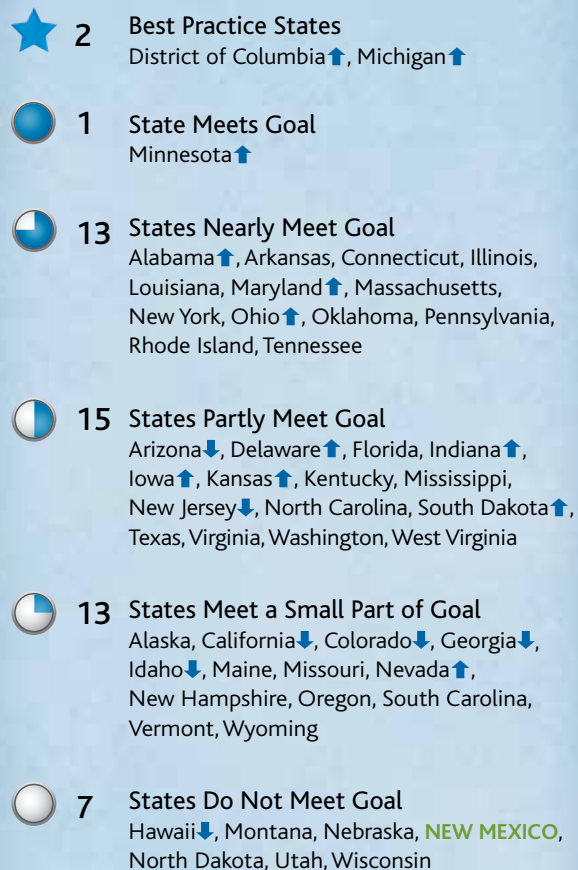 2 Best Practice States
District of Columbia⬆, Michigan⬆
1 State Meets Goal
Minnesota⬆
13 States Nearly Meet Goal
Alabama⬆, Arkansas, Connecticut, Illinois,
Louisiana, Maryland⬆, Massachusetts,
New York, Ohio⬆, Oklahoma, Pennsylvania,
Rhode Island, Tennessee
15 States Partly Meet Goal
Arizona⬇, Delaware⬆, Florida, Indiana⬆,
Iowa⬆, Kansas⬆, Kentucky, Mississippi,
New Jersey⬇, North Carolina, South Dakota⬆,
Texas, Virginia, Washington, West Virginia
13 States Meet a Small Part of Goal
Alaska, California⬇, Colorado⬇, Georgia⬇,
Idaho⬇, Maine, Missouri, Nevada⬆,
New Hampshire, Oregon, South Carolina,
Vermont, Wyoming
7 States Do Not Meet Goal
Hawaii⬇, Montana, Nebraska, NEW MEXICO,
North Dakota, Utah, Wisconsin